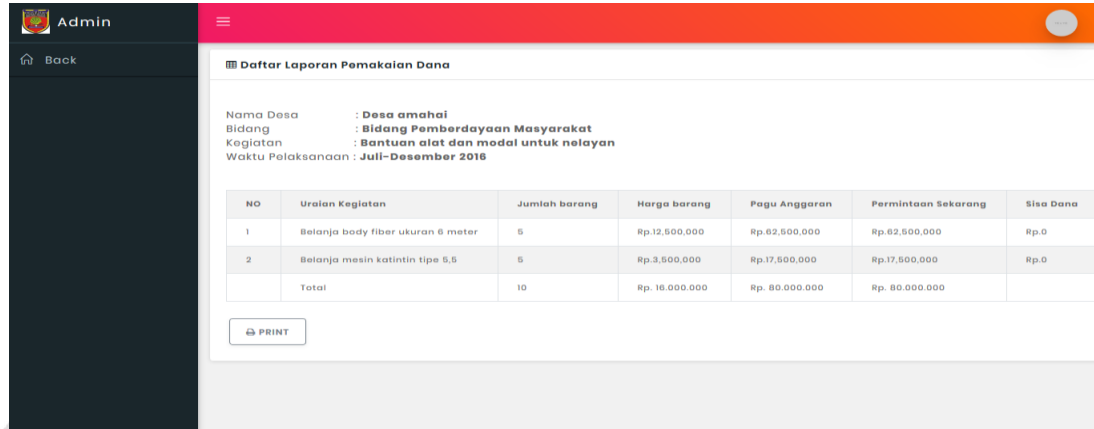 Admin
Back
Daftar Laporan Pemakaian Dana
Nama Desa : Desa amahai
Bidang : Bidang Pemberdayaan Masyarakat
Kegiatan : Bantuan alat dan modal untuk nelayan
Waktu Pelaksanaan : Juli-Desember 2016
NO Uraian Kegiatan Jumlah barang Harga barang Pagu Anggaran Permintaan Sekarang Sisa Dana
1 Belanja body fiber ukuran 6 meter 5 Rp.12,500,000 Rp.62,500,000 Rp.62,500,000 Rp.0
2 Belanja mesin katintin tipe 5,5 5 Rp.3,500,000 Rp.17,500,000 Rp.17,500,000 Rp.0
Total 10 Rp. 16.000.000 Rp. 80.000.000 Rp. 80.000.000
PRINT